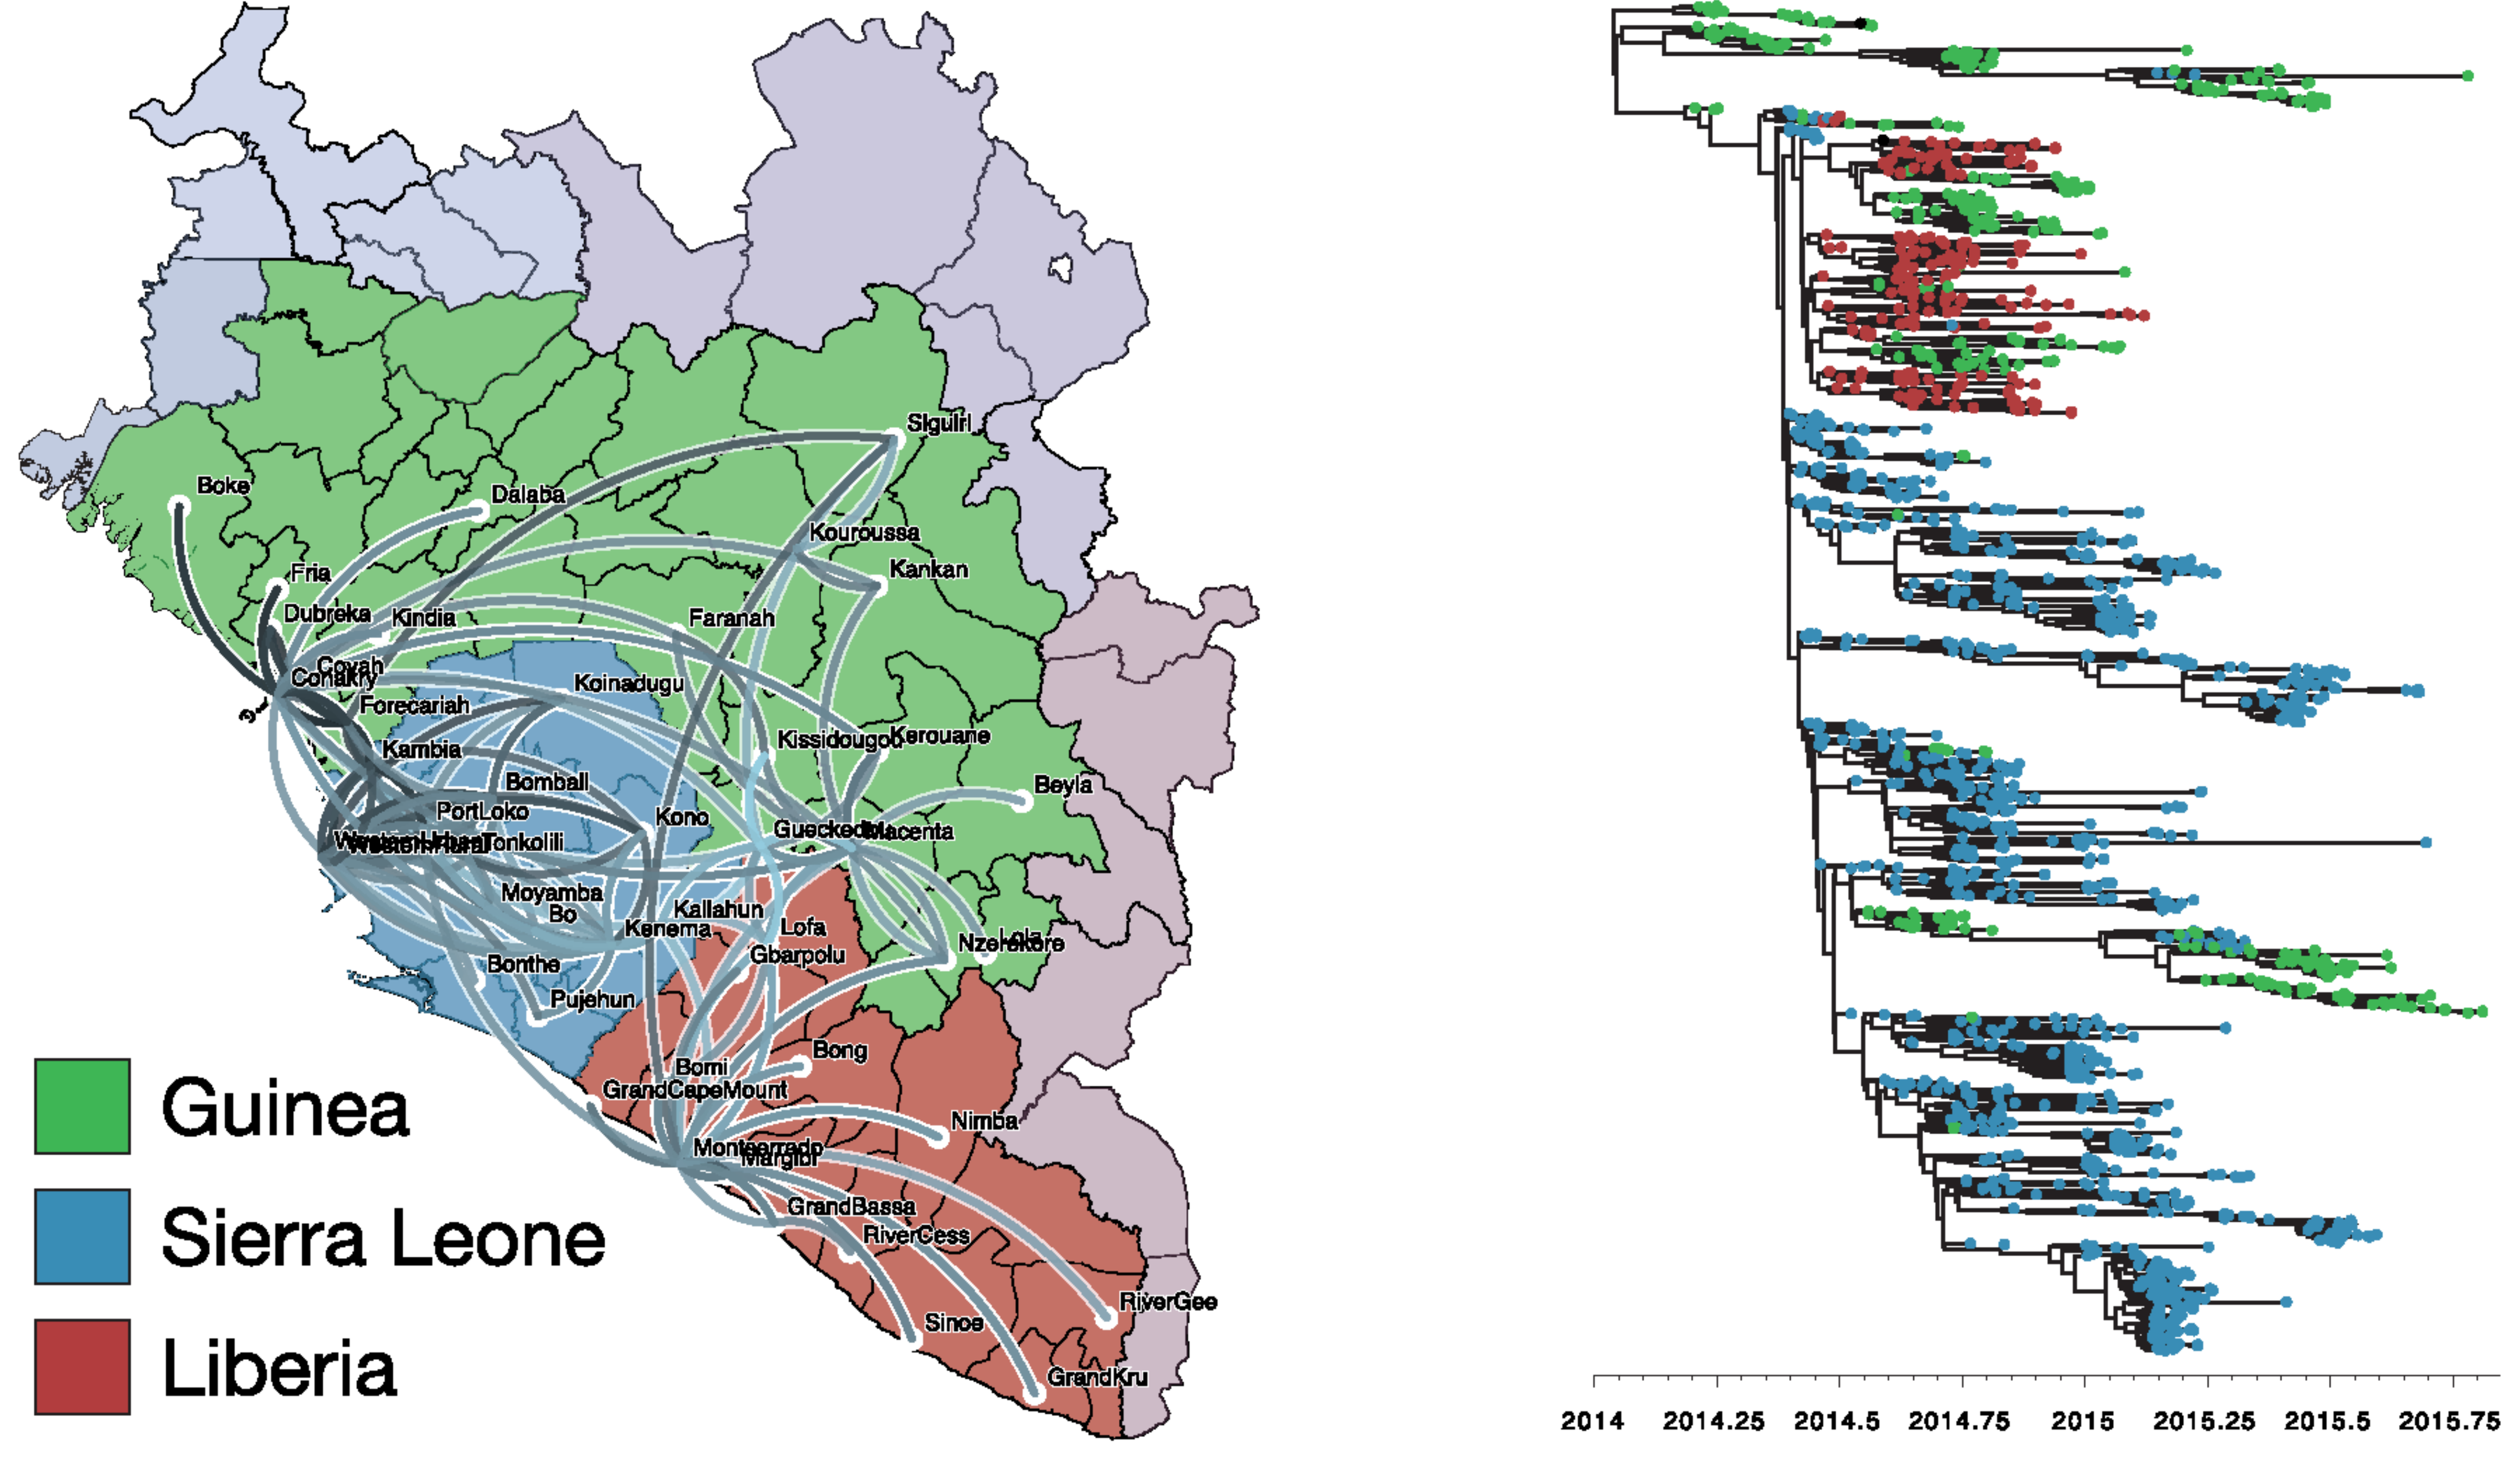 Siguiri
Boke
Dalaba
Kouroussa
Fria
Kankan
Dubreka
Kindia
Faranah
Coyah
Conakry
Koinadugu
Forecariah
Kissidougou
Kerouane
Kambia
Bombali
Beyla
PortLoko
Kono
Gueckedou
Macenta
WesternUrban
WesternRural
Tonkolili
Moyamba
Bo
Kailahun
Kenema
Lofa
Lola
Nzerekore
Gbarpolu
Bonthe
Pujehun
Bong
Bomi
GrandCapeMount
Nimba
Montserrado
Margibi
GrandBassa
RiverCess
RiverGee
Sinoe
GrandKru
Guinea
Sierra Leone
Liberia
2014 2014.25 2014.5 2014.75 2015 2015.25 2015.5 2015.75